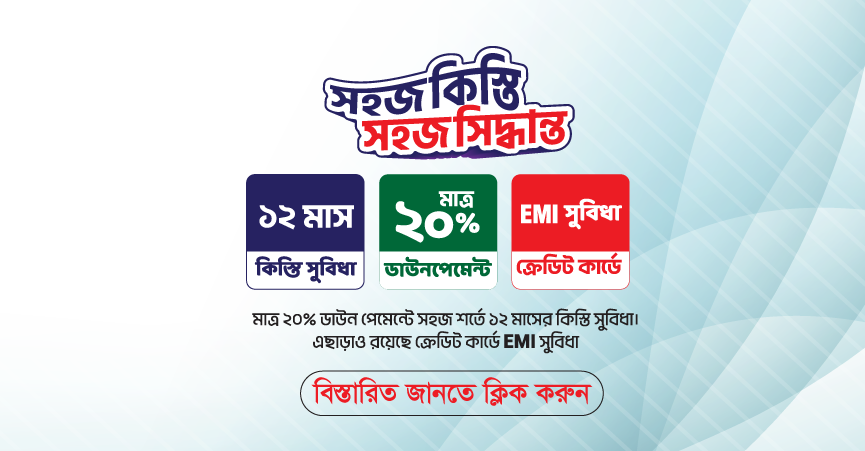 সহজ কিস্তি
সহজ সিদ্ধান্ত
১২ মাস
কিস্তি সুবিধা
মাত্র
২০%
ডাউনপেমেন্ট
EMI সুবিধা
ক্রেডিট কার্ডে
মাত্র ২০% ডাউন পেমেন্টে সহজ শর্তে ১২ মাসের কিস্তি সুবিধা।
এছাড়াও রয়েছে ক্রেডিট কার্ডে EMI সুবিধা
বিস্তারিত জানতে ক্লিক করুন